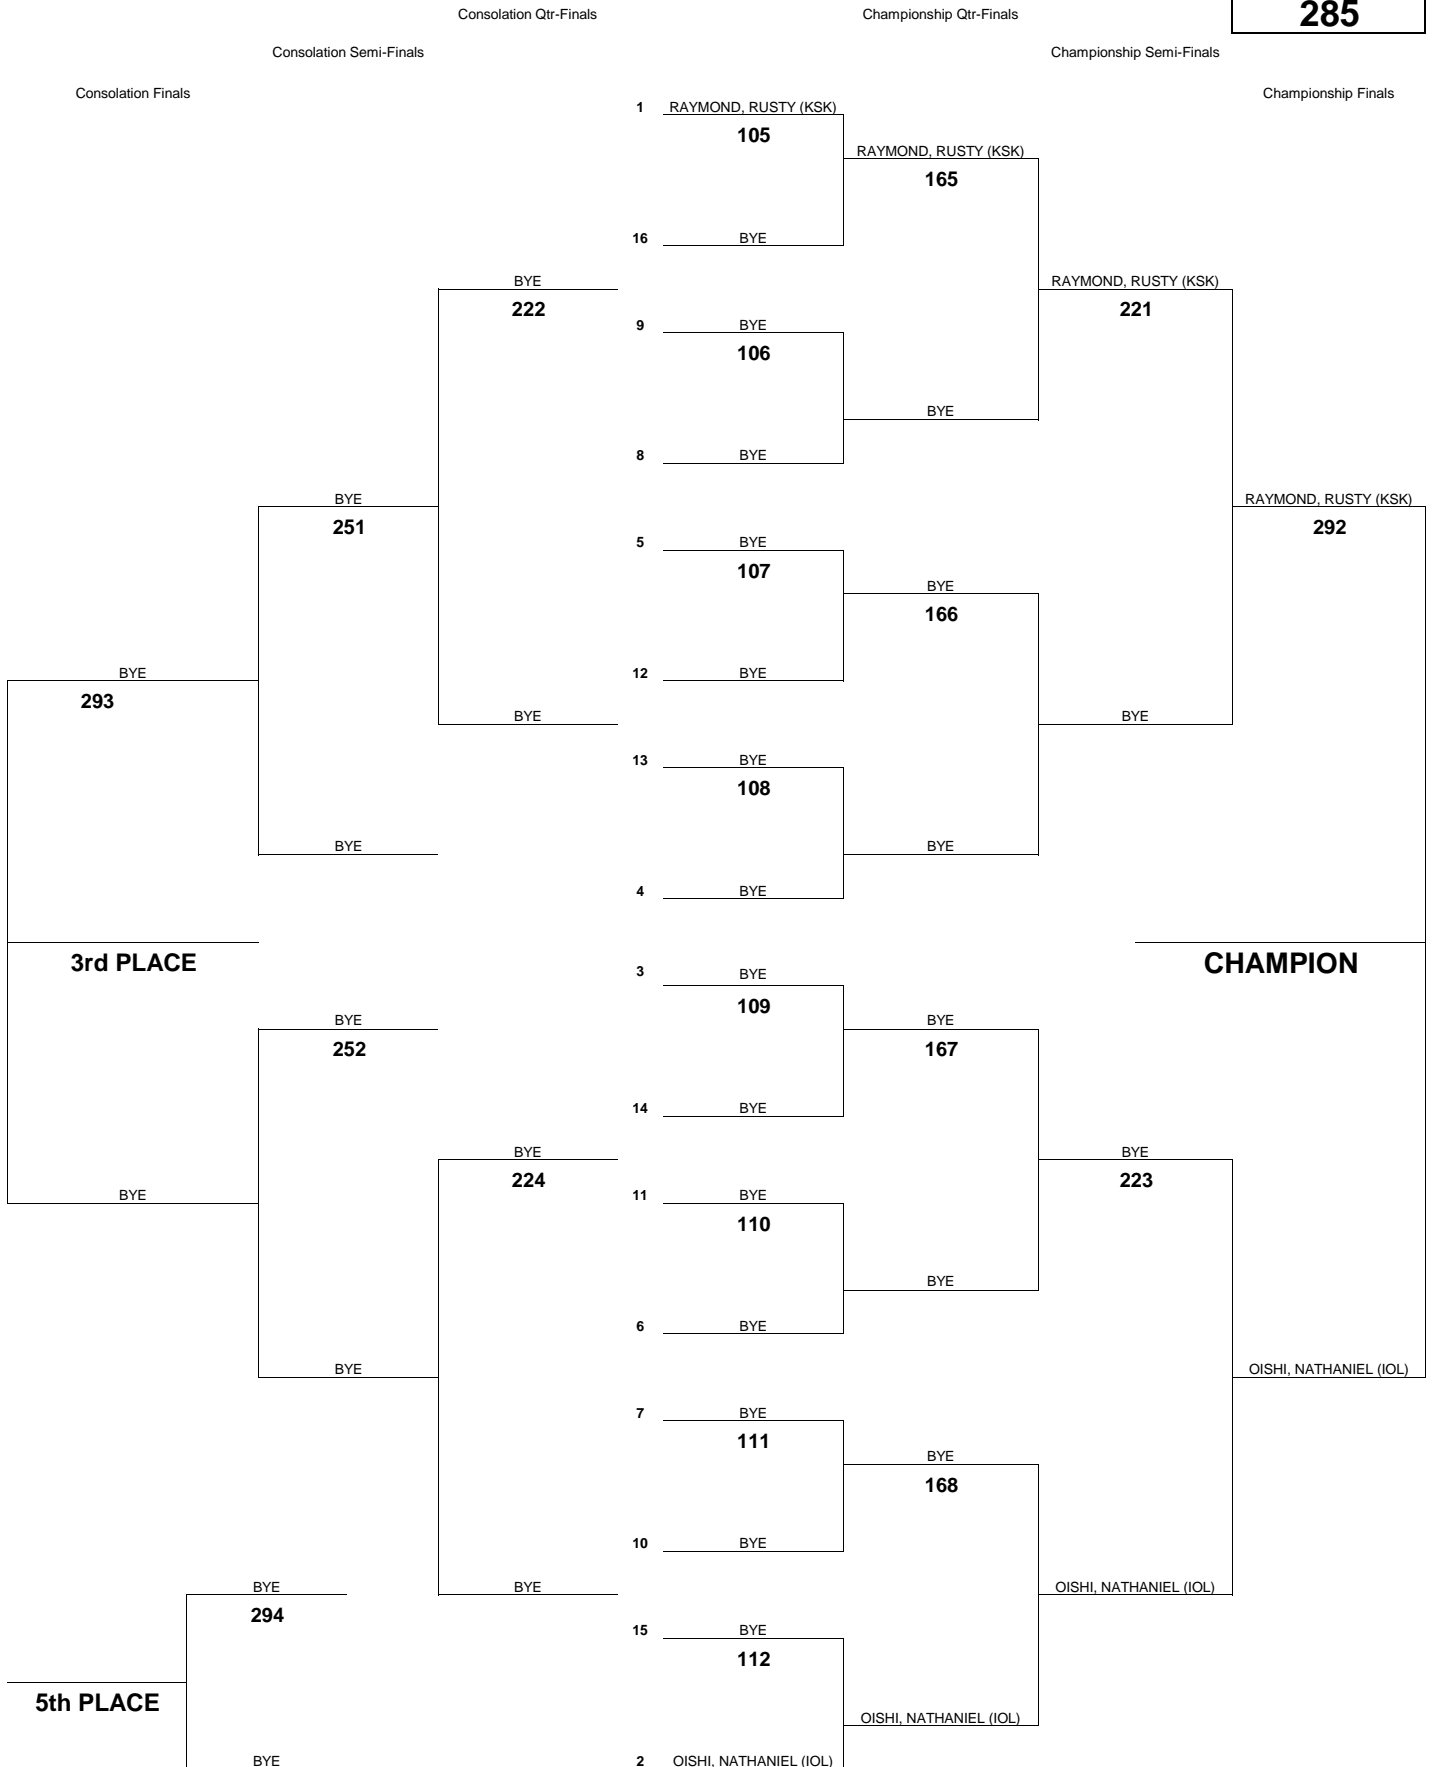 Consolation Qtr-Finals
Championship Qtr-Finals
285
Consolation Semi-Finals
Championship Semi-Finals
Consolation Finals
Championship Finals
1 RAYMOND, RUSTY (KSK)
105
RAYMOND, RUSTY (KSK)
165
16 BYE
BYE
RAYMOND, RUSTY (KSK)
222
221
9 BYE
106
BYE
8 BYE
BYE
RAYMOND, RUSTY (KSK)
251
292
5 BYE
107
BYE
166
BYE
12 BYE
293
BYE
BYE
13 BYE
108
BYE
BYE
4 BYE
3rd PLACE
CHAMPION
3 BYE
109
BYE
BYE
252
167
14 BYE
BYE
BYE
224
223
BYE
11 BYE
110
BYE
6 BYE
BYE
OISHI, NATHANIEL (IOL)
7 BYE
111
BYE
168
10 BYE
BYE
BYE
OISHI, NATHANIEL (IOL)
294
15 BYE
112
5th PLACE
OISHI, NATHANIEL (IOL)
BYE
2 OISHI, NATHANIEL (IOL)